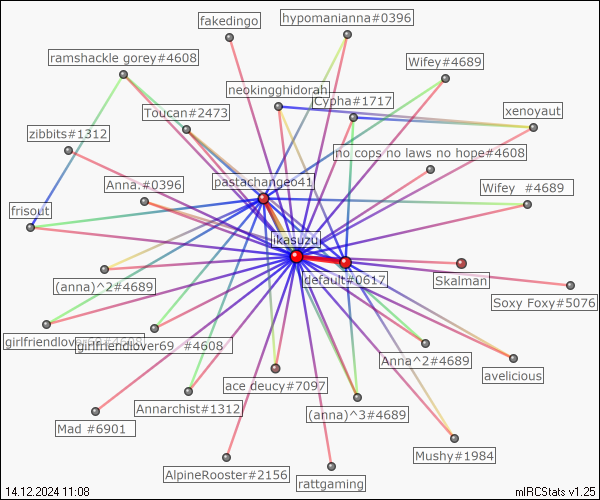 fakedingo
hypomanianna#0396
ramshackle gorey#4608
Wifey#4689
neokingghidorah
Cypha#1717
xenoyaut
Toucan#2473
zibbits#1312
no cops no laws no hope#4608
pastachangeo41
Anna.#0396
Wifey #4689
frisout
ikasuzu
default#0617
Skalman
(anna)^2#4689
Soxy Foxy#5076
girlfriendlover69 #4608
Anna^2#4689
avelicious
ace deucy#7097
Annarchist#1312
(anna)^3#4689
Mad #6901
Mushy#1984
AlpineRooster#2156
rattgaming
14.12.2024 11:08
mIRCStats v1.25